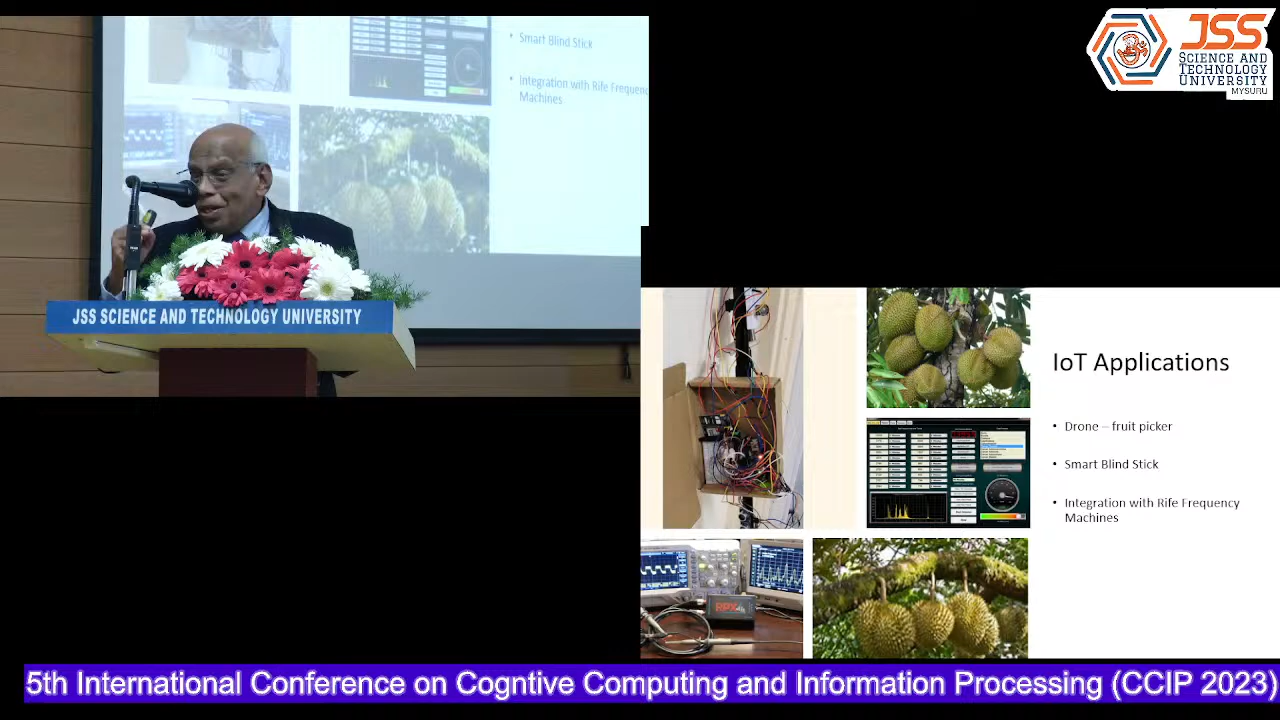 Smart Blind Stick
Integration with Rife Frequenc
Machines
JSS SCIENCE AND TECHNOLOGY UNIVERSITY
JSS
SCIENCE AND
TECHNOLOGY
UNIVERSITY
MYSURU
IoT Applications
• Drone – fruit picker
• Smart Blind Stick
• Integration with Rife Frequency
Machines
RPX
5th International Conference on Cogntive Computing and Information Processing (CCIP 2023)